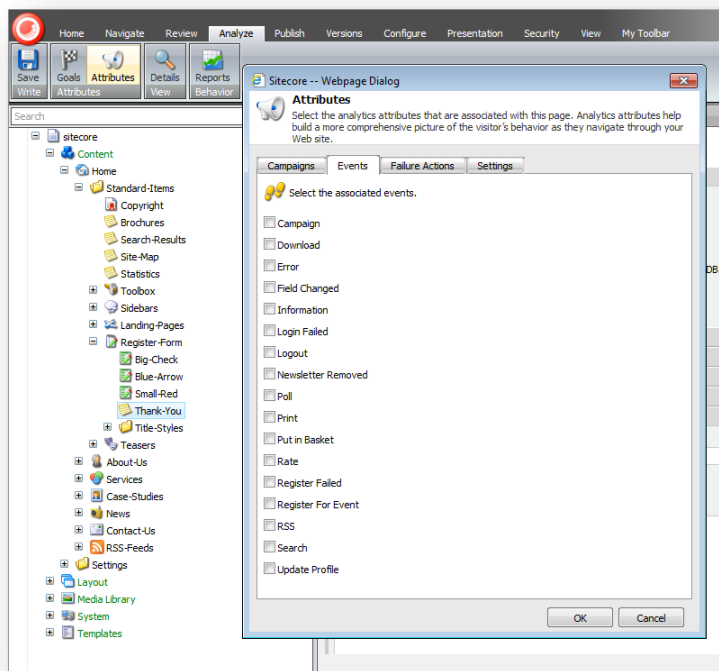 Home Navigate Review Analyze Publish Versions Configure Presentation Security View My Toolbar
Save Goals Attributes Details Reports
Write Attributes View Behavior
Search
sitecore
Content
Home
Standard-Items
Copyright
Brochures
Search-Results
Site-Map
Statistics
Toolbox
Sidebars
Landing-Pages
Register-Form
Big-Check
Blue-Arrow
Small-Red
Thank-You
Title-Styles
Teasers
About-Us
Services
Case-Studies
News
Contact-Us
RSS-Feeds
Settings
Layout
Media Library
System
Templates
Sitecore -- Webpage Dialog
Attributes
Select the analytics attributes that are associated with this page. Analytics attributes help
build a more comprehensive picture of the visitor's behavior as they navigate through your
Web site.
Campaigns Events Failure Actions Settings
Select the associated events.
Campaign
Download
Error
Field Changed
Information
Login Failed
Logout
Newsletter Removed
Poll
Print
Put in Basket
Rate
Register Failed
Register For Event
RSS
Search
Update Profile
OK Cancel
DB